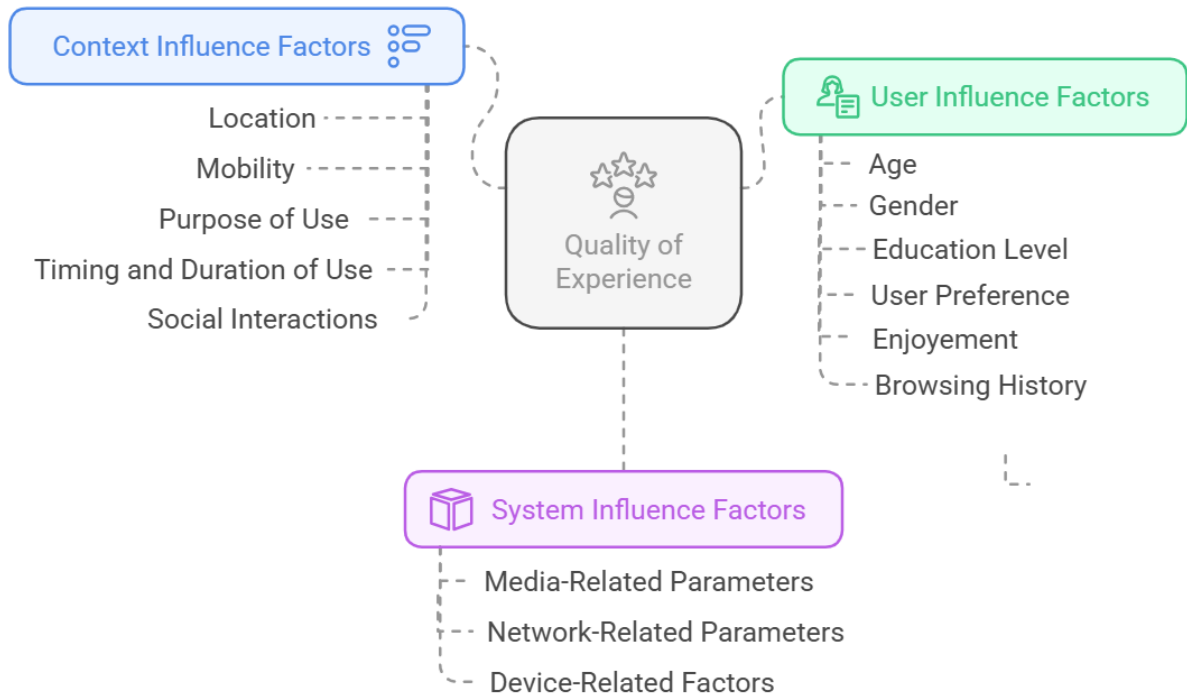 Context Influence Factors
Location
Mobility
Purpose of Use
Timing and Duration of Use
Social Interactions
Quality of
Experience
User Influence Factors
Age
Gender
Education Level
User Preference
Enjoyement
Browsing History
System Influence Factors
Media-Related Parameters
Network-Related Parameters
Device-Related Factors